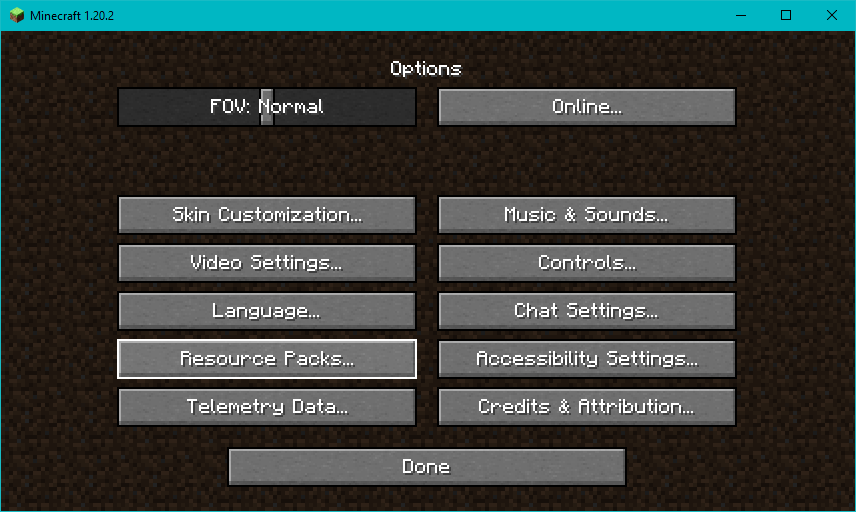 Minecraft 1.20.2
Options
FOV: Normal
Online...
Skin Customization...
Music & Sounds...
Video Settings...
Controls...
Language...
Chat Settings...
Resource Packs...
Accessibility Settings...
Telemetry Data...
Credits & Attribution...
Done